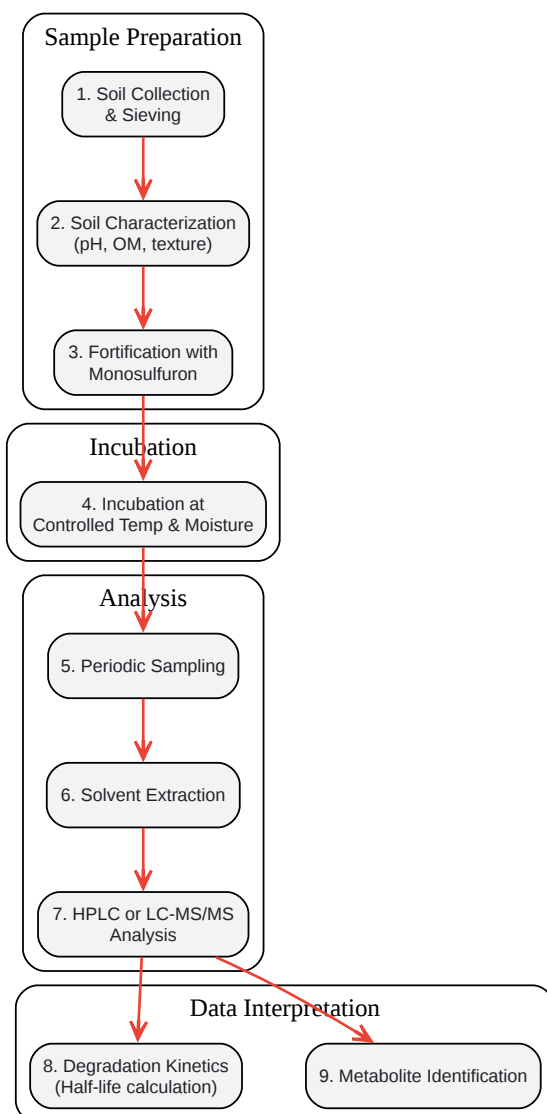 Sample Preparation
1. Soil Collection
& Sieving
2. Soil Characterization
(pH, OM, texture)
3. Fortification with
Monosulfuron
Incubation
4. Incubation at
Controlled Temp & Moisture
Analysis
5. Periodic Sampling
6. Solvent Extraction
7. HPLC or LC-MS/MS
Analysis
Data Interpretation
8. Degradation Kinetics
(Half-life calculation)
9. Metabolite Identification